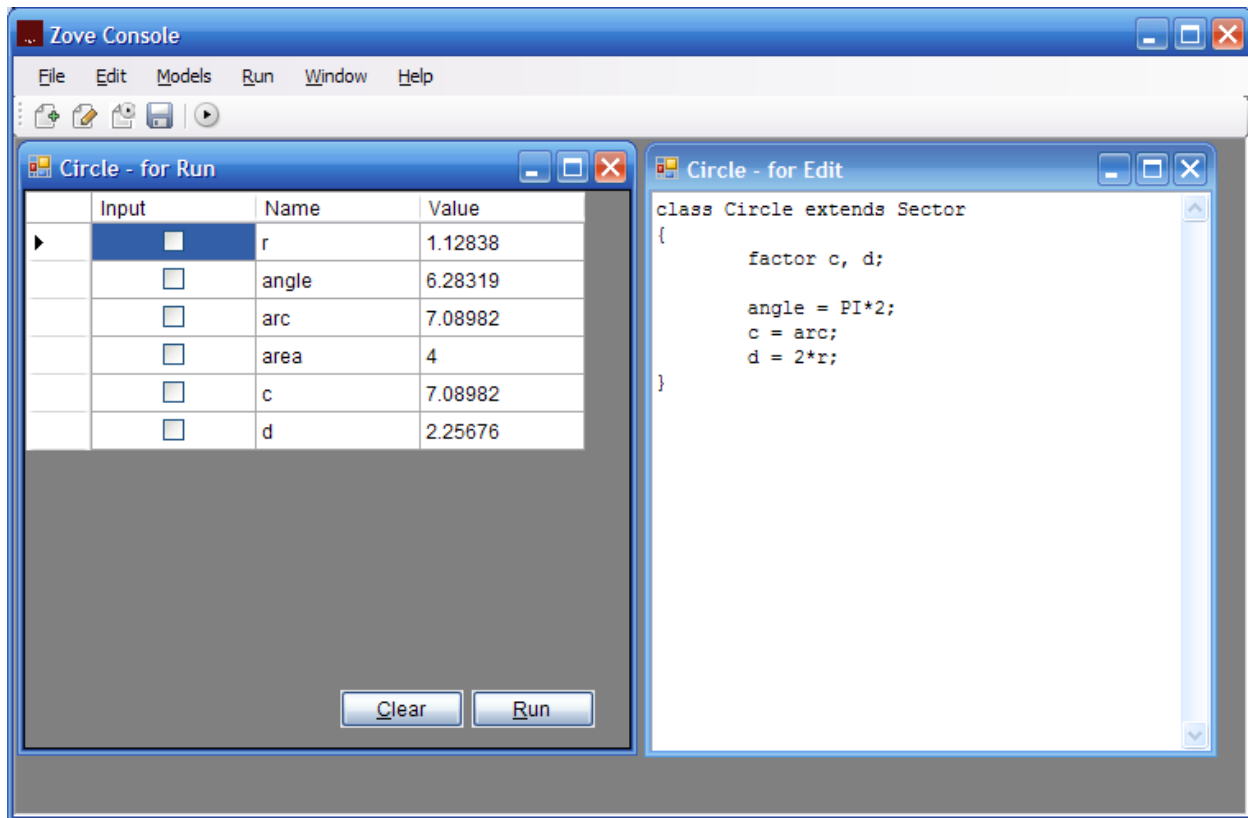 Zove Console
File Edit Models Run Window Help
Circle - for Run
Input Name Value
r 1.12838
angle 6.28319
arc 7.08982
area 4
c 7.08982
d 2.25676
Clear Run
Circle - for Edit
class Circle extends Sector
{
factor c, d;
angle = PI*2;
c = arc;
d = 2*r;
}